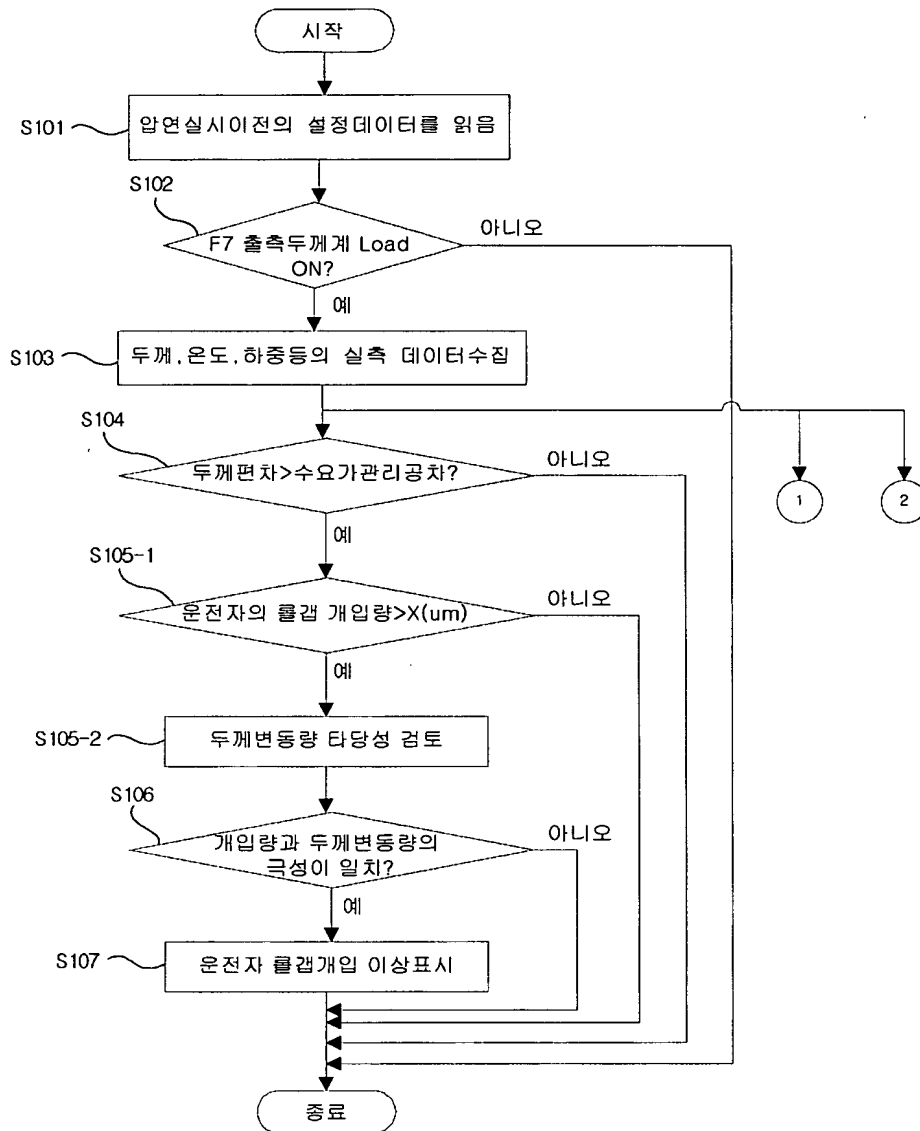 시작
S101
압연실시이전의 설정데이터를 읽음
S102
F7 출측두께계 Load
ON?
아니오
예
S103
두께,온도,하중등의 실측 데이터수집
S104
두께편차>수요가관리공차?
아니오
1
2
예
S105-1
운전자의 롤갭 개입량>X(um)
아니오
예
S105-2
두께변동량 타당성 검토
S106
개입량과 두께변동량의
극성이 일치?
아니오
예
S107
운전자 롤갭개입 이상표시
종료